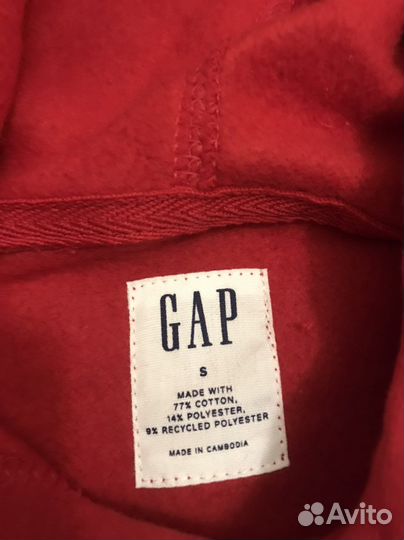 GAP
S
MADE WITH
77% COTTON,
14% POLYESTER,
9% RECYCLED POLYESTER
MADE IN CAMBODIA
Avito